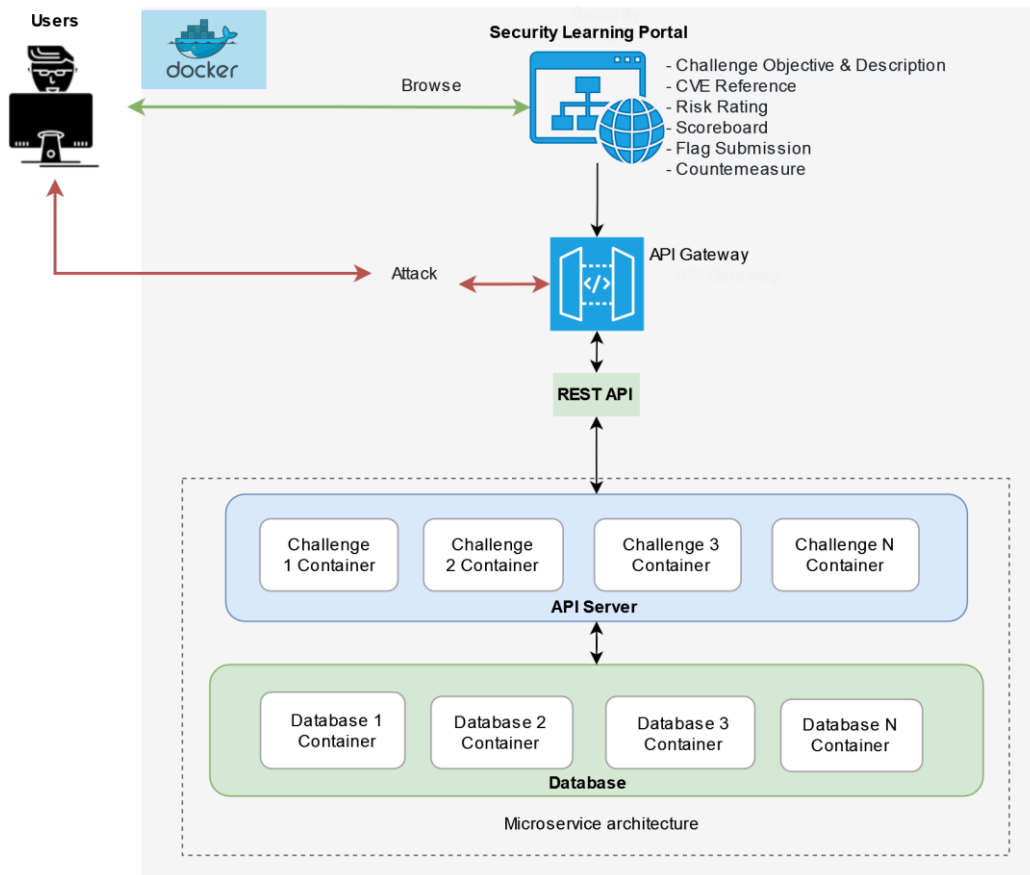 Users
docker
Security Learning Portal
Browse
- Challenge Objective & Description
- CVE Reference
- Risk Rating
- Scoreboard
- Flag Submission
- Countemeasure
API Gateway
API Gateway
Attack
</>
REST API
Challenge
1 Container
Challenge
2 Container
Challenge 3
Container
Challenge N
Container
API Server
Database 1
Container
Database 2
Container
Database 3
Container
Database N
Container
Database
Microservice architecture